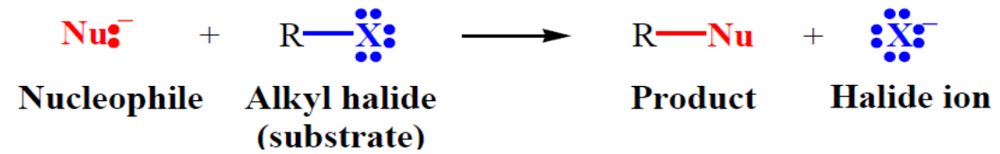 Nu:⁻ + R—X: ⟶ R—Nu + :X:⁻
Nucleophile Alkyl halide Product Halide ion
(substrate)